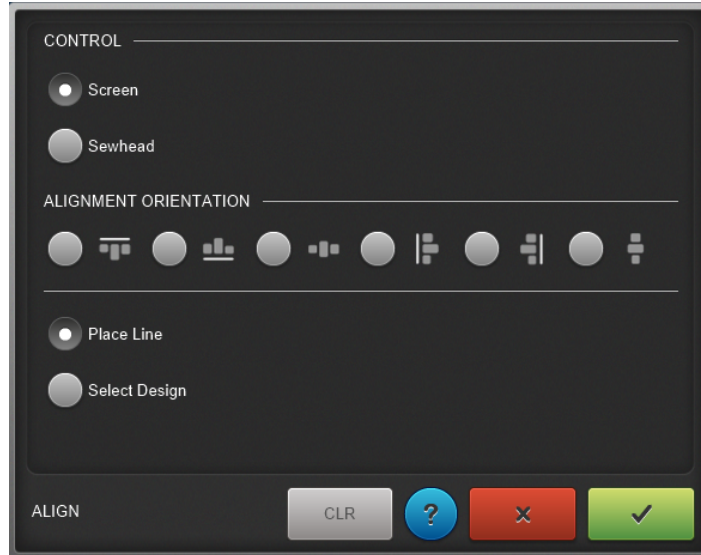 CONTROL
Screen
Sewhead
ALIGNMENT ORIENTATION
Place Line
Select Design
ALIGN
CLR
?